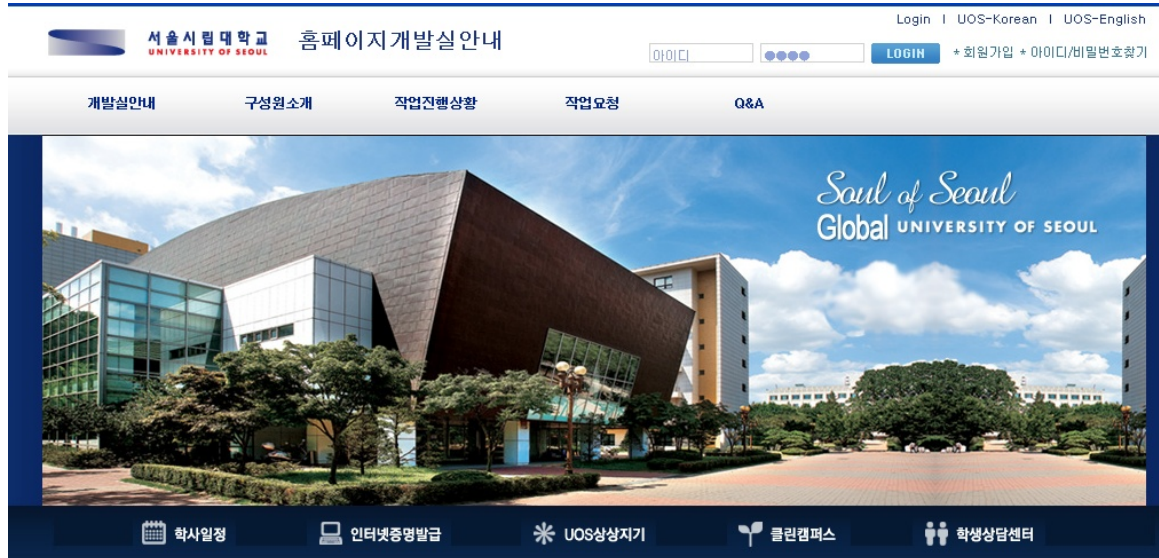 Login | UOS-Korean | UOS-English
서울시립대학교
UNIVERSITY OF SEOUL
홈페이지개발실안내
아이디
LOGIN
* 회원가입 * 아이디/비밀번호찾기
개발실안내 구성원소개 작업진행상황 작업요청 Q&A
Soul of Seoul
Global UNIVERSITY OF SEOUL
학사일정 인터넷증명발급 UOS상상지기 클린캠퍼스 학생상담센터